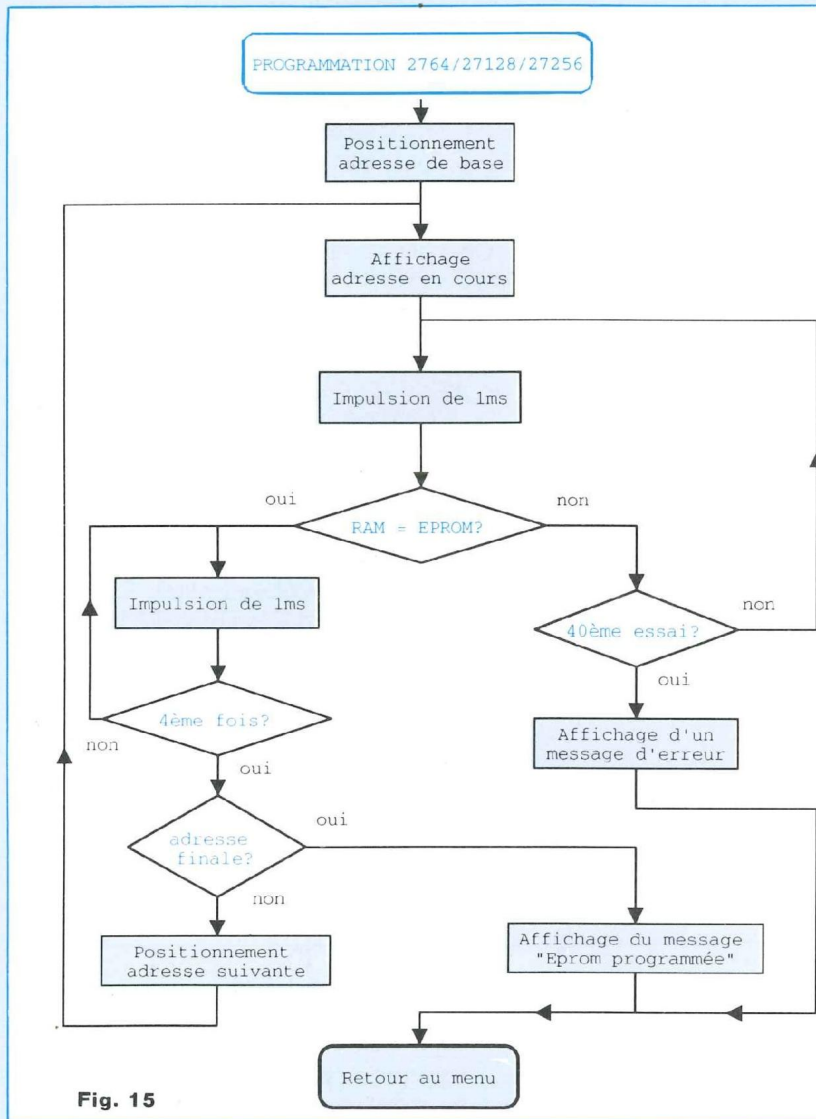 PROGRAMMATION 2764/27128/27256
Positionnement
adresse de base
Affichage
adresse en cours
Impulsion de 1ms
oui
non
RAM = EPROM?
Impulsion de 1ms
non
40ème essai?
oui
4ème fois?
non
oui
Affichage d'un
message d'erreur
adresse
finale?
oui
non
Positionnement
adresse suivante
Affichage du message
"Eprom programmée"
Retour au menu
Fig. 15